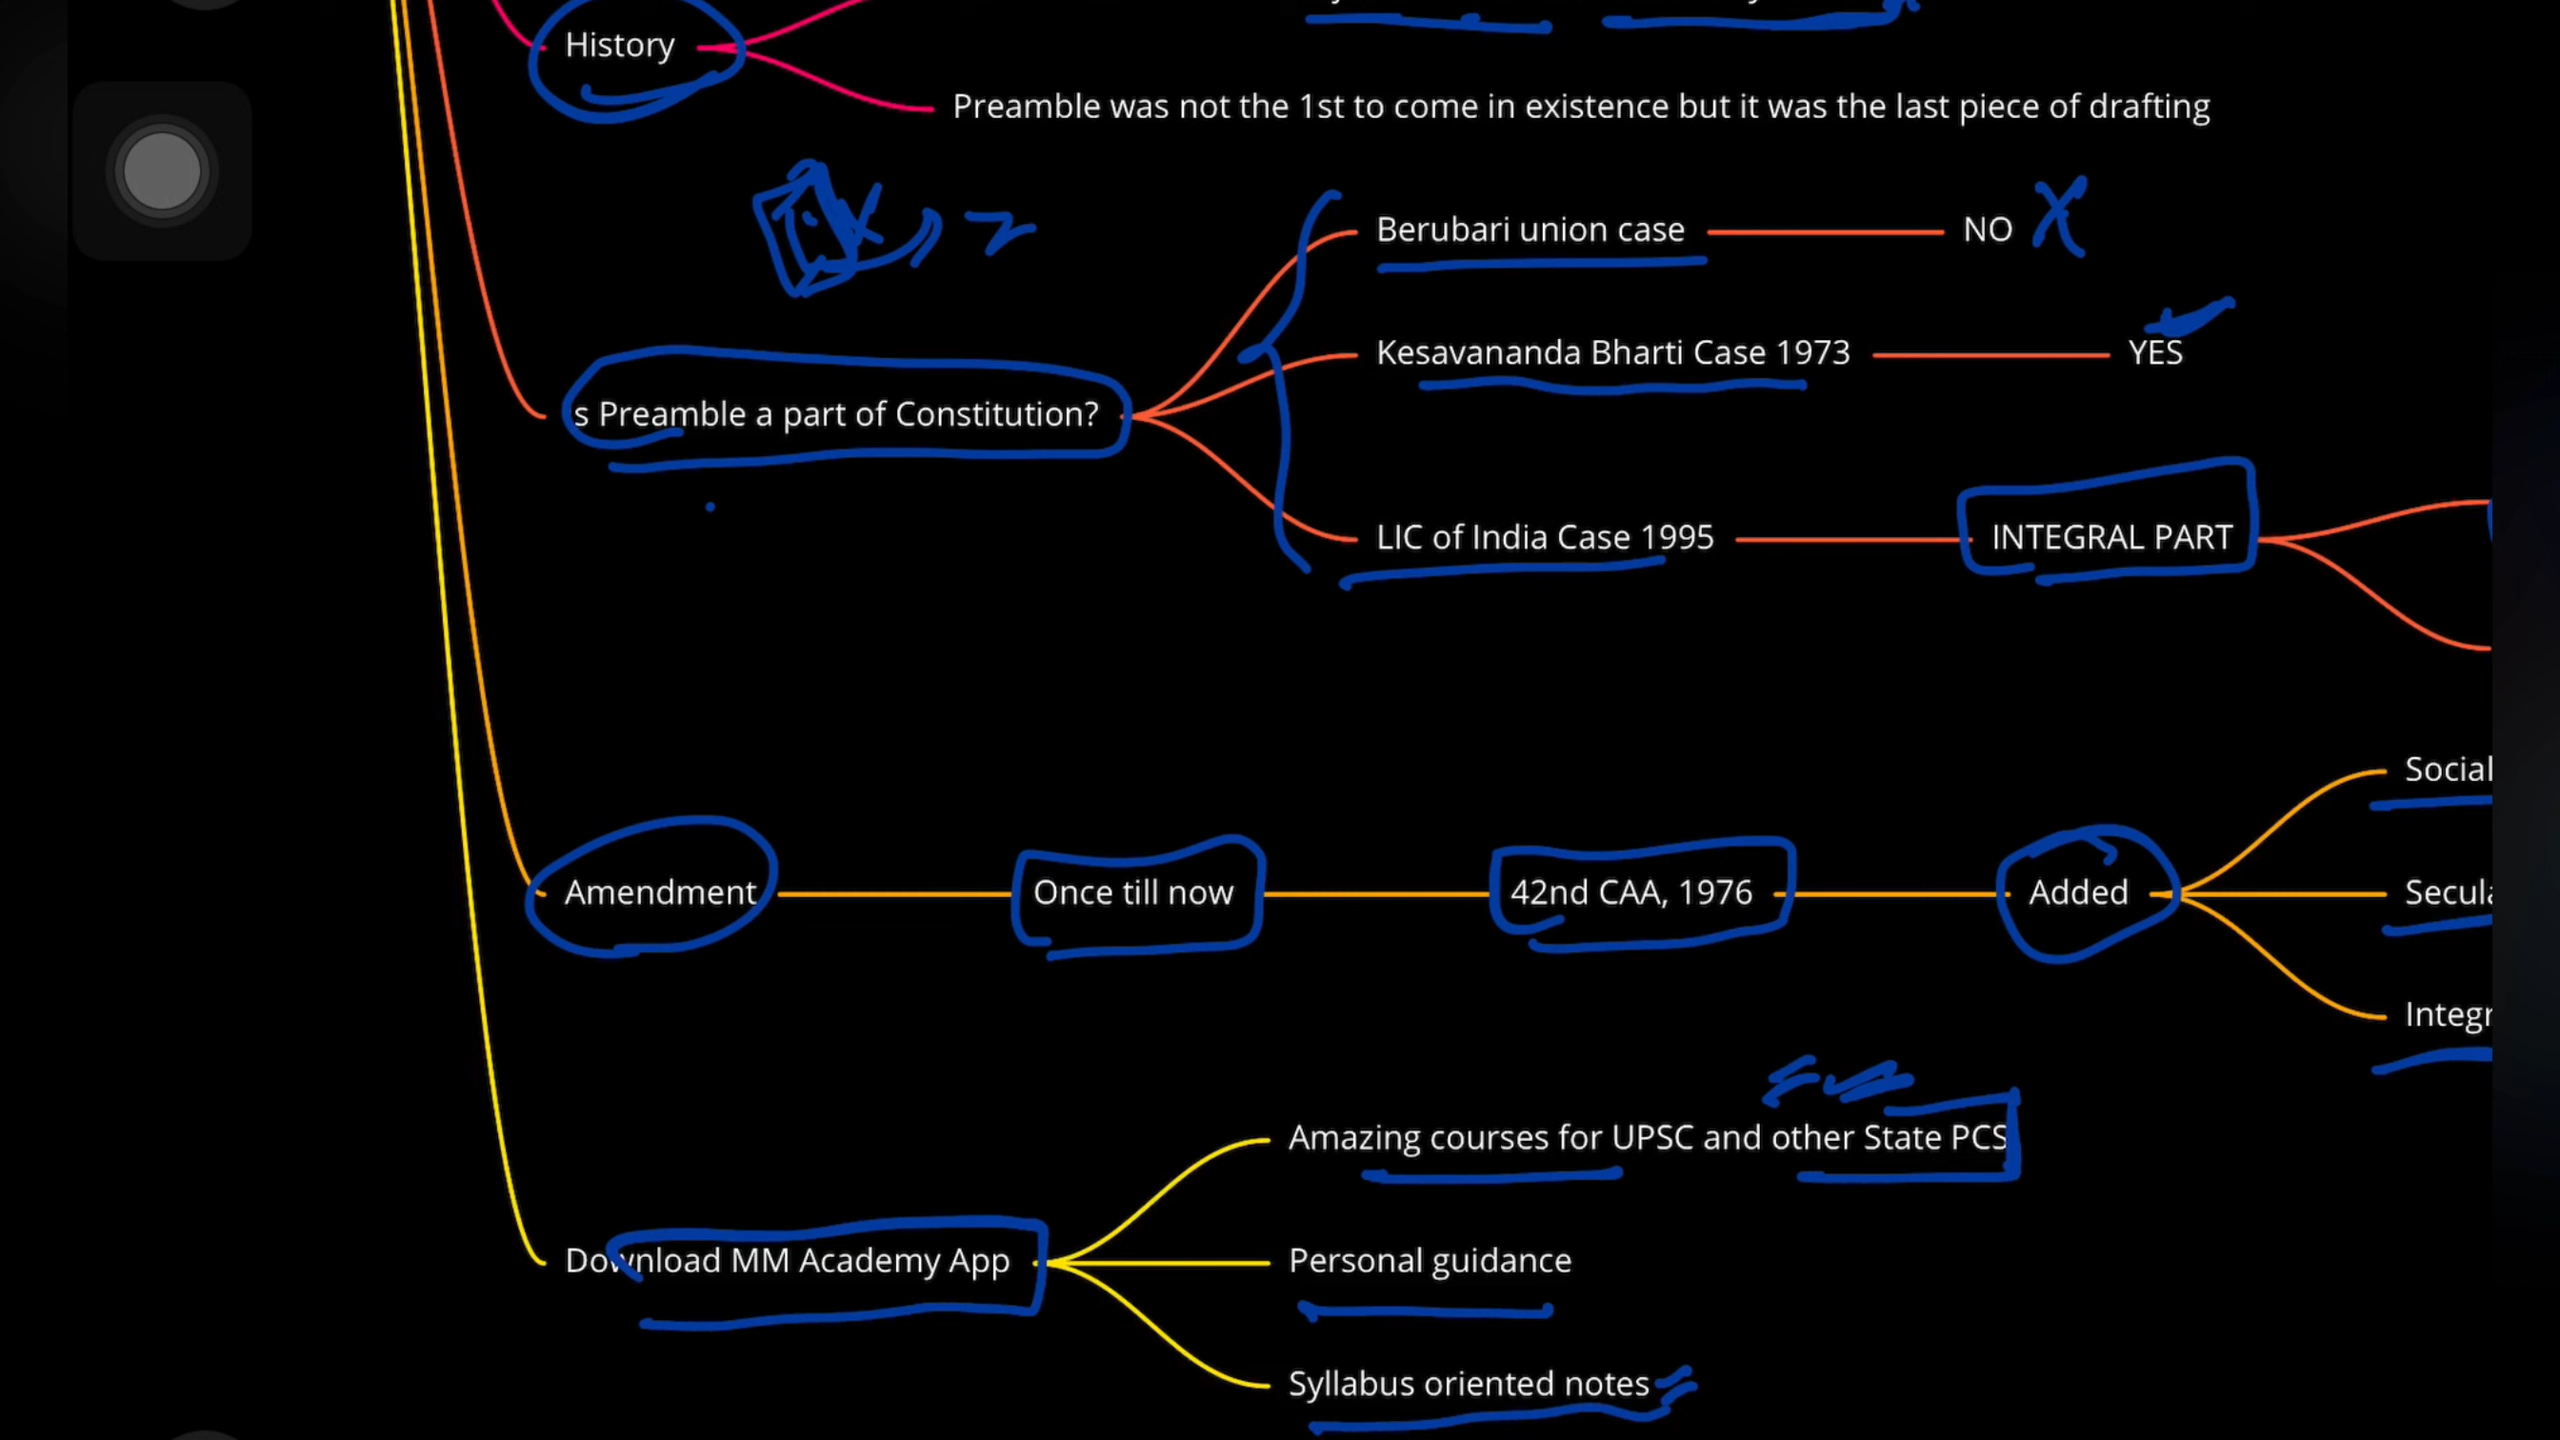 History
Preamble was not the 1st to come in existence but it was the last piece of drafting
Berubari union case
NO
Kesavananda Bharti Case 1973
YES
s Preamble a part of Constitution?
LIC of India Case 1995
INTEGRAL PART
Social
Amendment
Once till now
42nd CAA, 1976
Added
Secula
Integr
Amazing courses for UPSC and other State PCS
Download MM Academy App
Personal guidance
Syllabus oriented notes